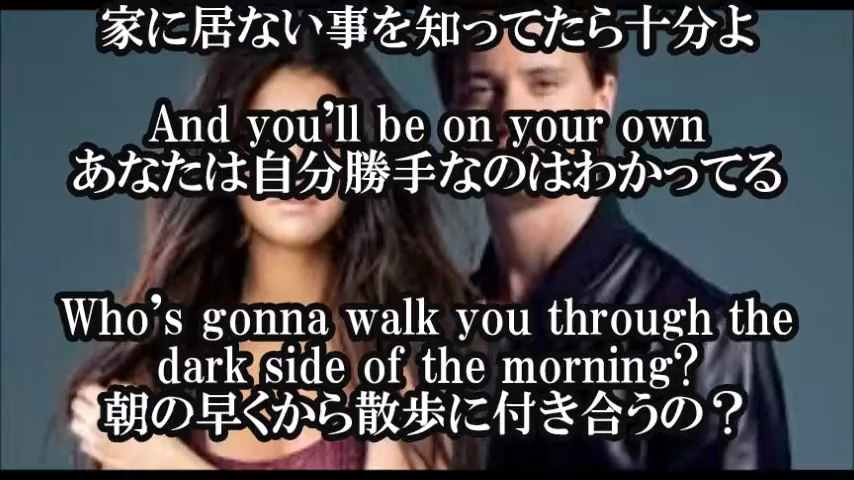 家に居ない事を知ってたら十分よ
And you'll be on your own
あなたは自分勝手なのはわかってる
Who's gonna walk you through the
dark side of the morning?
朝の早くから散歩に付き合うの？